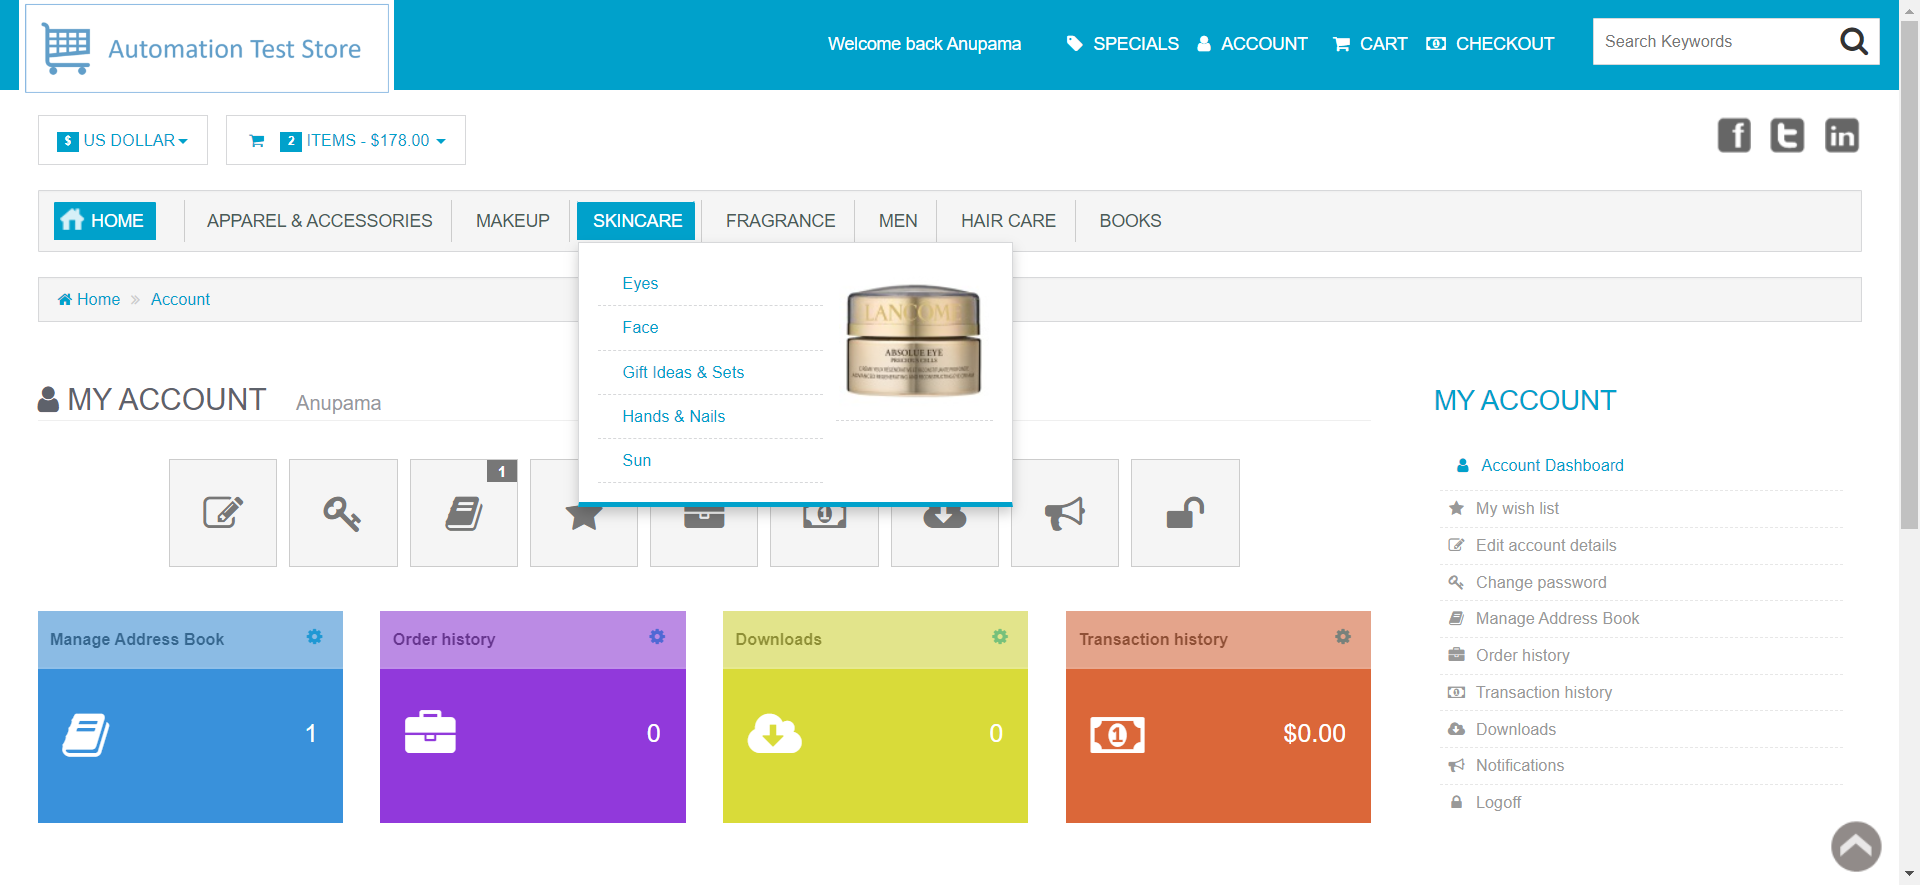 Automation Test Store
Welcome back Anupama
SPECIALS
ACCOUNT
CART
CHECKOUT
Search Keywords
$ US DOLLAR
2 ITEMS - $178.00
HOME
APPAREL & ACCESSORIES
MAKEUP
SKINCARE
FRAGRANCE
MEN
HAIR CARE
BOOKS
Eyes
Face
Gift Ideas & Sets
Hands & Nails
Sun
LANCOME
ABSOLUE EYE
PRECIOUS CELLS
Home
Account
MY ACCOUNT Anupama
1
Manage Address Book
1
Order history
0
Downloads
0
Transaction history
$0.00
MY ACCOUNT
Account Dashboard
My wish list
Edit account details
Change password
Manage Address Book
Order history
Transaction history
Downloads
Notifications
Logoff